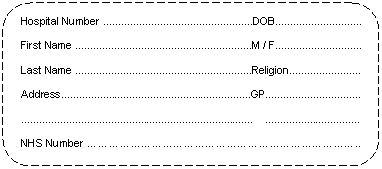 Hospital Number ........................................ DOB........................
First Name ................................................ M / F........................
Last Name ................................................ Religion....................
Address.................................................... GP...........................
................................................................ ..............................
NHS Number ......................................................................